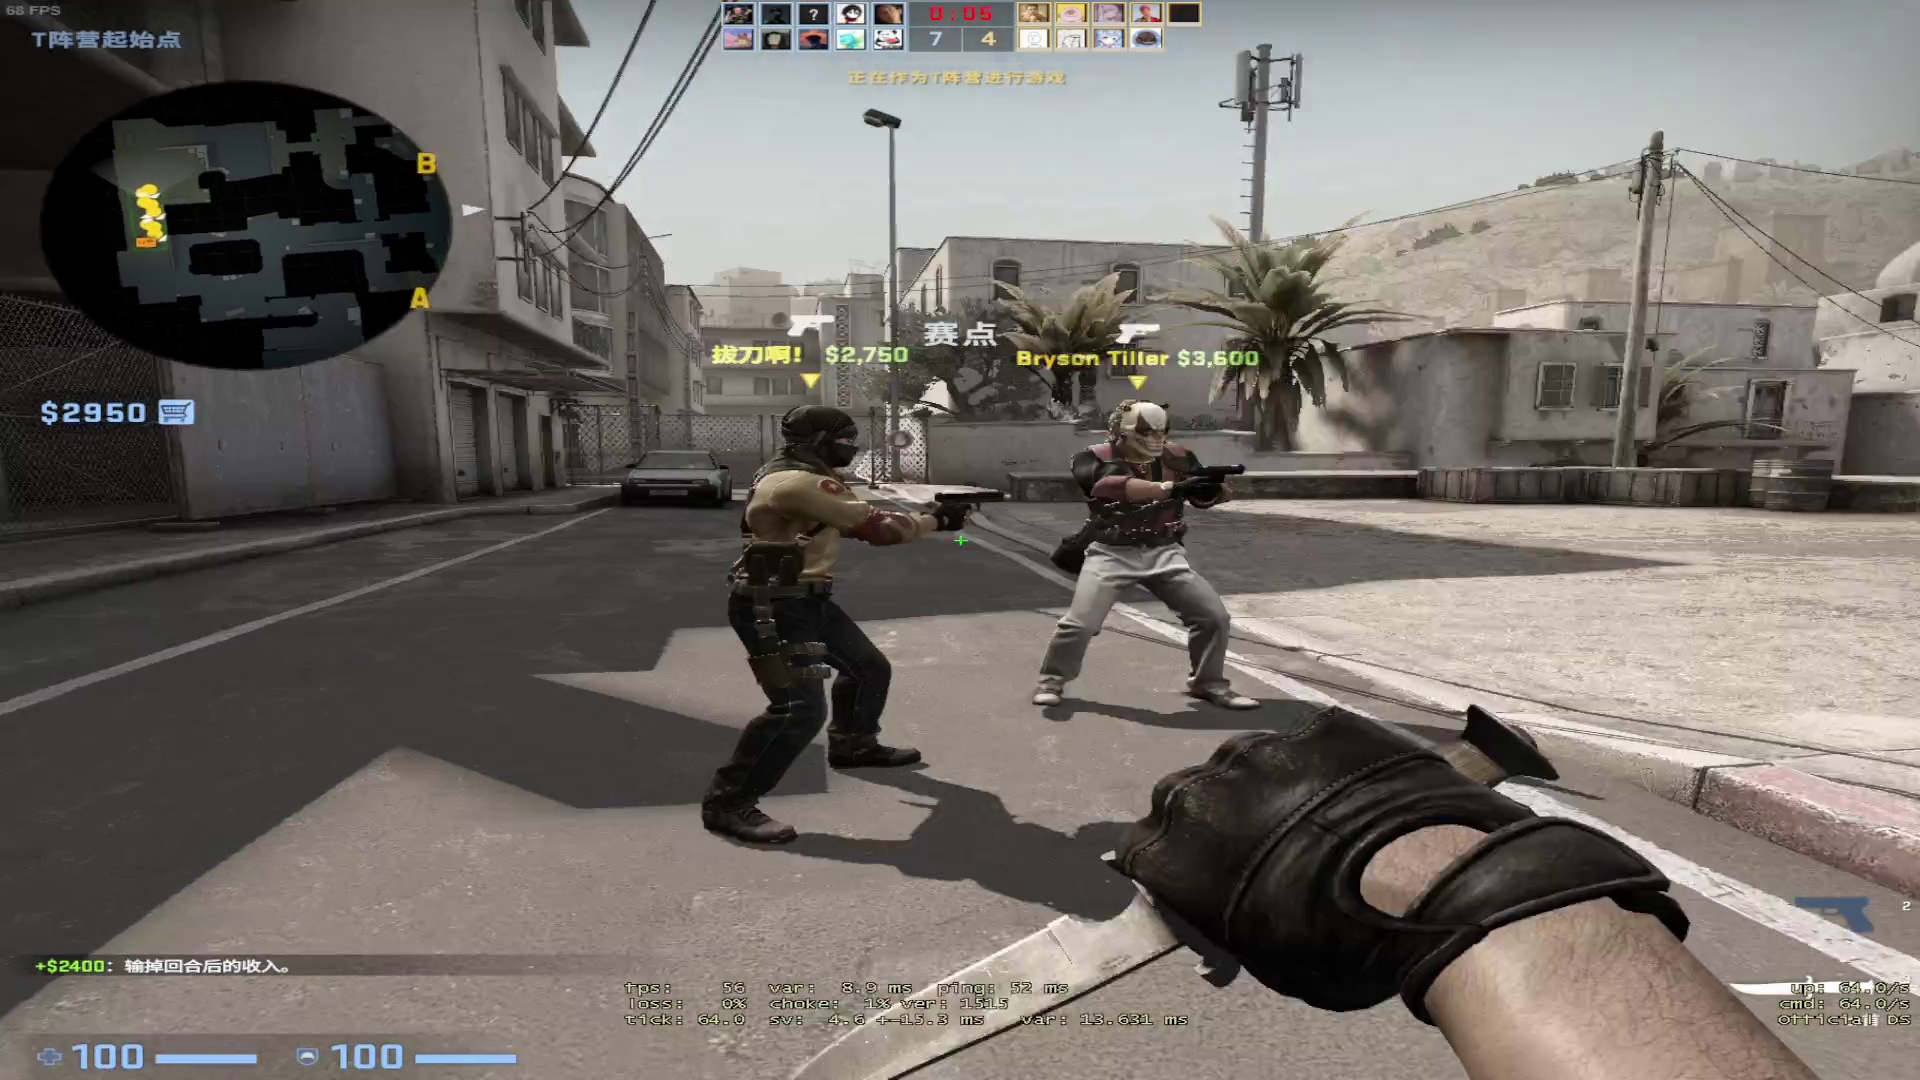 68 FPS
T阵营起始点
0:05
?
7 4
正在作为T阵营进行游戏
B
A
赛点
拔刀啊! $2,750
Bryson Tiller $3,600
$2950
2
+$2400: 输掉回合后的收入。
fps: 56 var: 8.9 ms ping: 52 ms
loss: 0% choke: 1% ver: 1515
tick: 64.0 sv: 4.6 +-15.3 ms var: 13.631 ms
up: 64.0/s
cmd: 64.0/s
Official DS
100 100